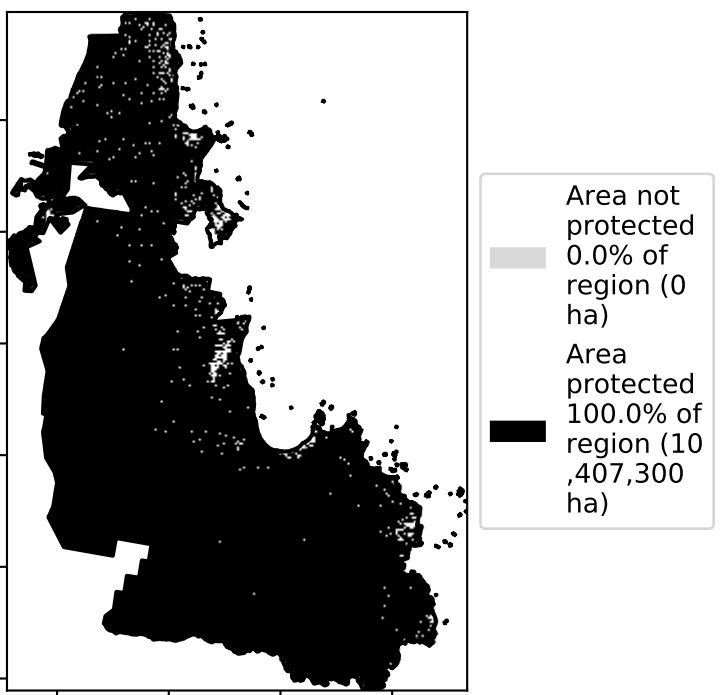 Area not
protected
0.0% of
region (0
ha)
Area
protected
100.0% of
region (10
,407,300
ha)